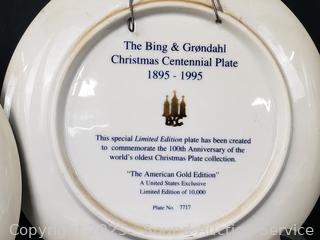 The Bing & Grøndahl
Christmas Centennial Plate
1895 - 1995
B&G
This special Limited Edition plate has been created
to commemorate the 100th Anniversary of the
world's oldest Christmas Plate collection.
"The American Gold Edition"
A United States Exclusive
Limited Edition of 10,000
Plate No. 7717